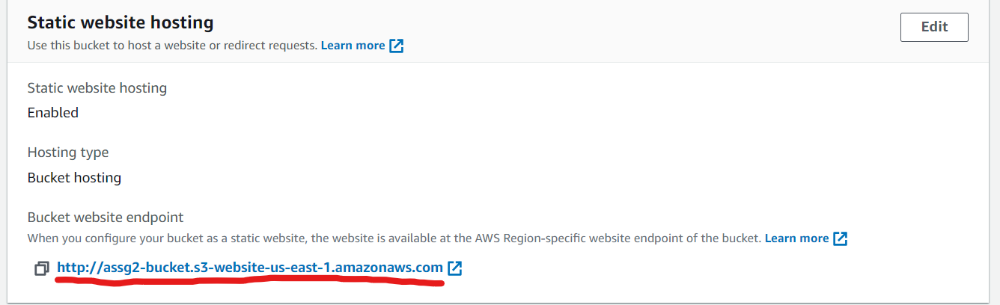 Static website hosting
Edit
Use this bucket to host a website or redirect requests. Learn more
Static website hosting
Enabled
Hosting type
Bucket hosting
Bucket website endpoint
When you configure your bucket as a static website, the website is available at the AWS Region-specific website endpoint of the bucket. Learn more
http://assg2-bucket.s3-website-us-east-1.amazonaws.com